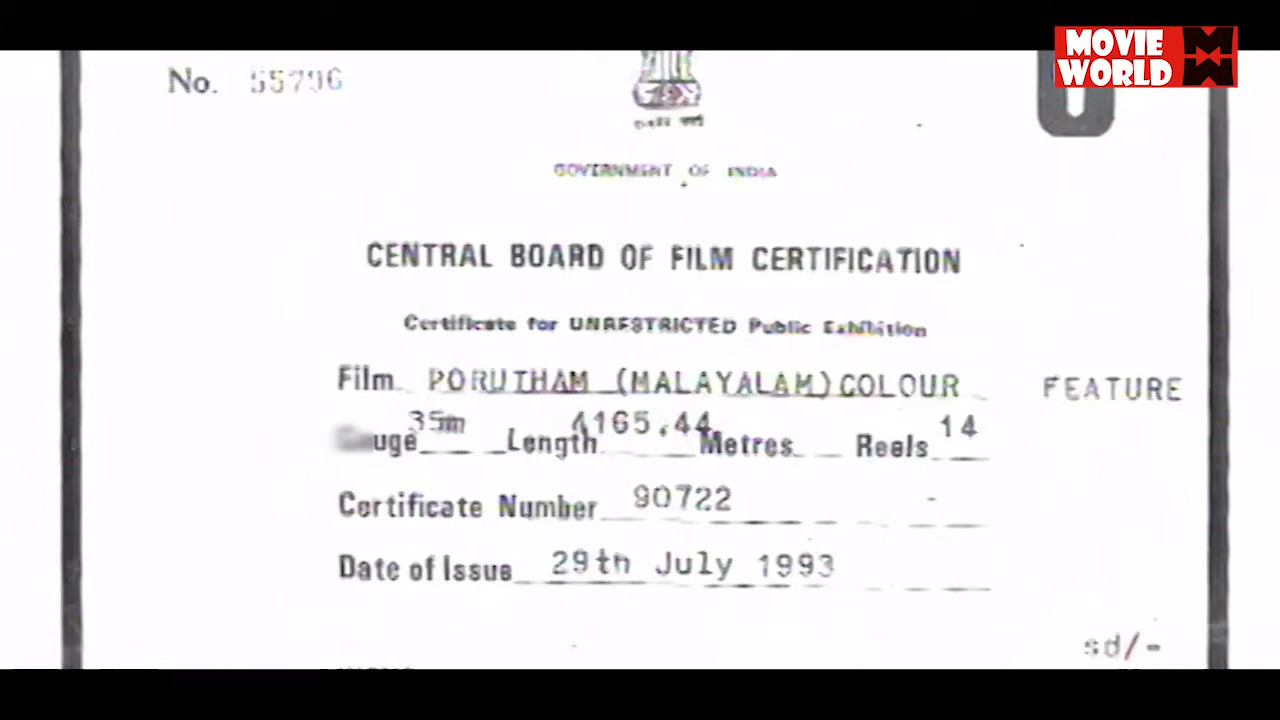 MOVIE
WORLD
No. 55796
GOVERNMENT OF INDIA
CENTRAL BOARD OF FILM CERTIFICATION
Certificate for UNRESTRICTED Public Exhibition
Film PORUTHAM (MALAYALAM) COLOUR FEATURE
Gauge 35m Length 4165.44 Metres Reels 14
Certificate Number 90722
Date of Issue 29th July 1993
sd/-